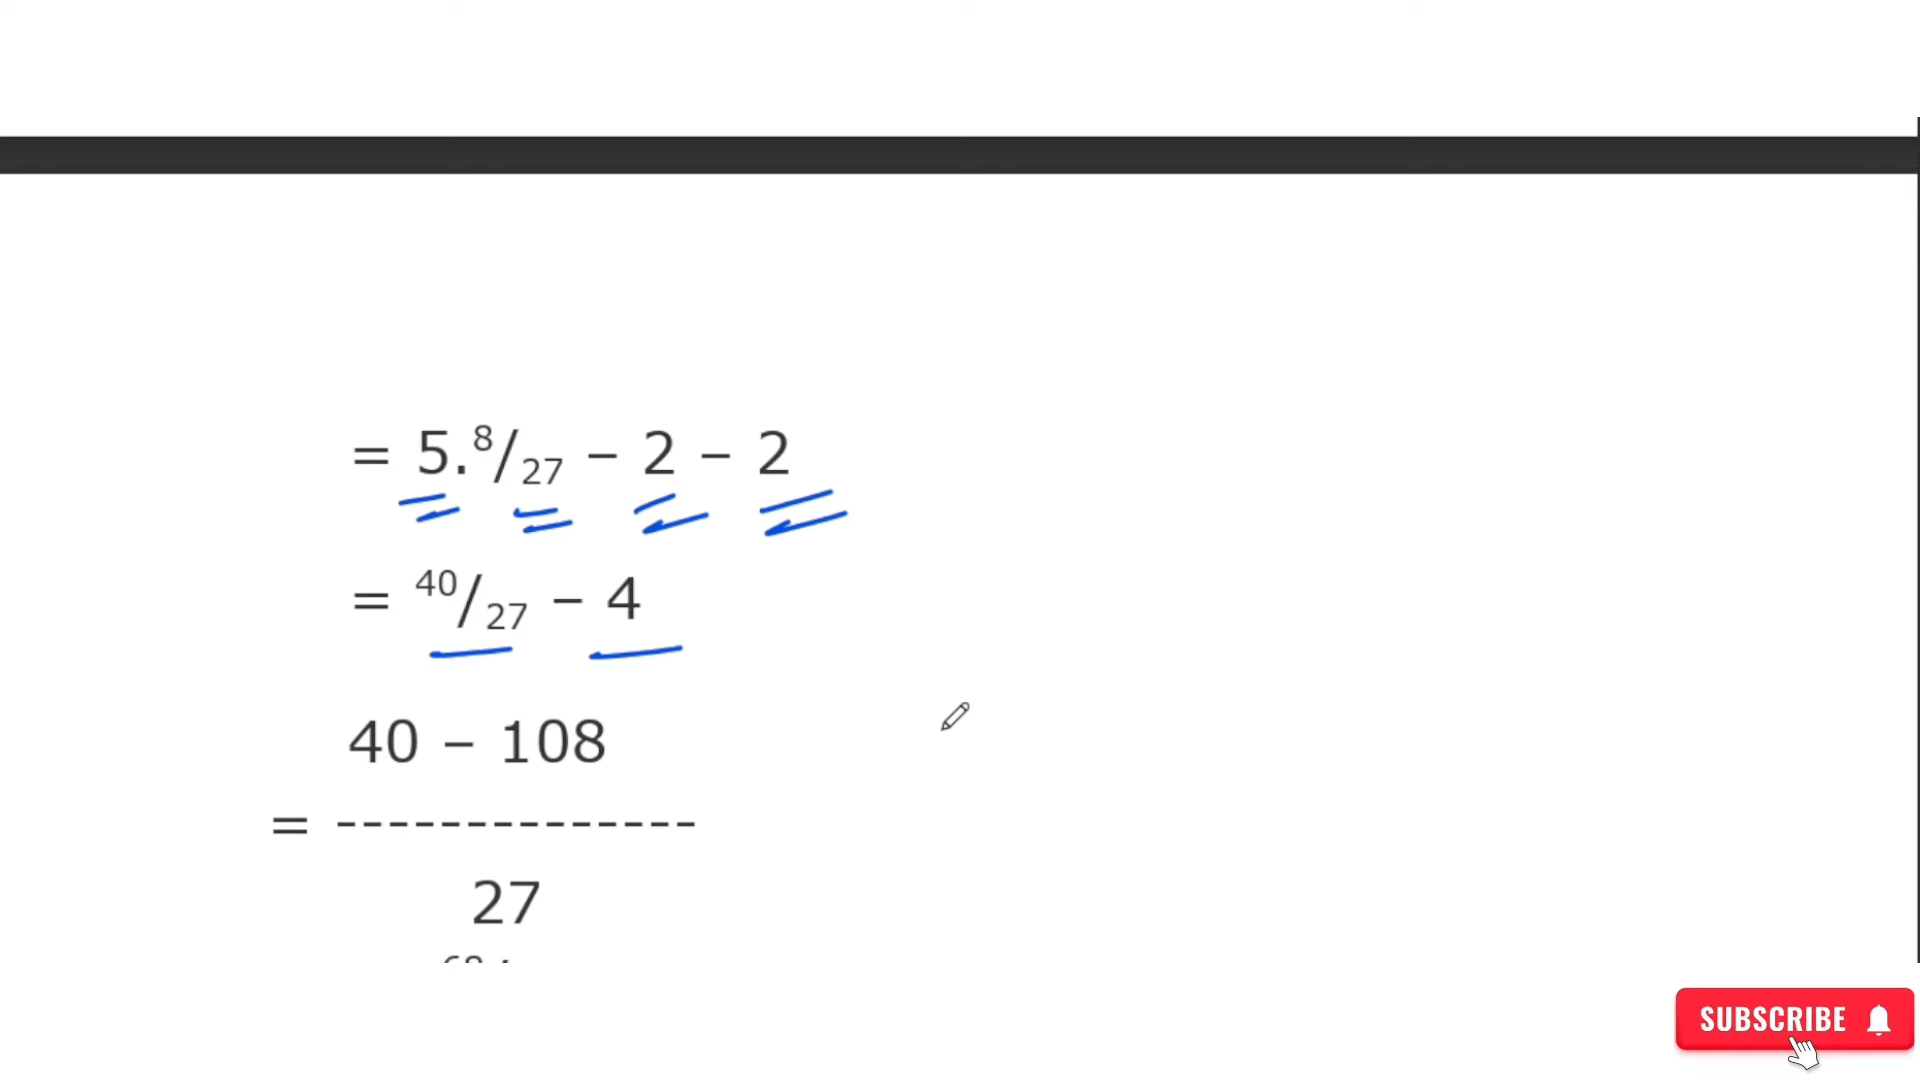 = 5.⁸/₂₇ – 2 – 2
= ⁴⁰/₂₇ – 4
40 – 108
= --------------
27
SUBSCRIBE